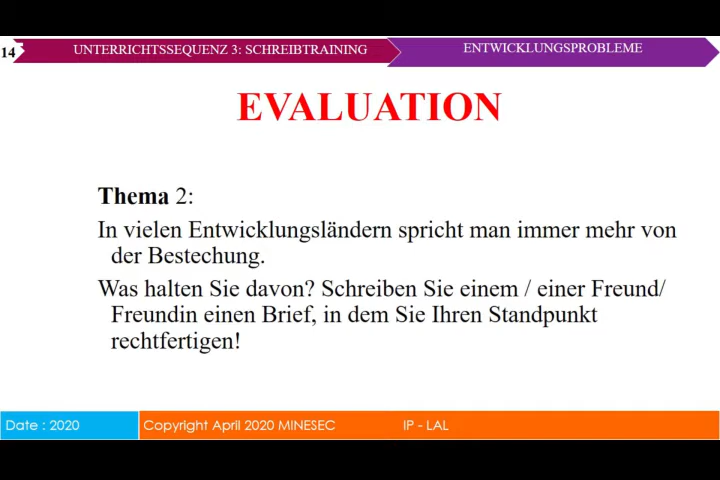 14 UNTERRICHTSSEQUENZ 3: SCHREIBTRAINING ENTWICKLUNGSPROBLEME
EVALUATION
Thema 2:
In vielen Entwicklungsländern spricht man immer mehr von
der Bestechung.
Was halten Sie davon? Schreiben Sie einem / einer Freund/
Freundin einen Brief, in dem Sie Ihren Standpunkt
rechtfertigen!
Date : 2020 Copyright April 2020 MINESEC IP - LAL